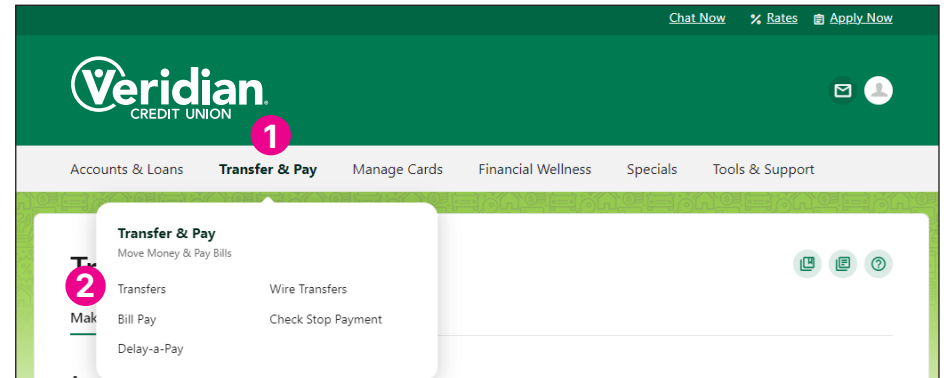 Chat Now % Rates Apply Now
Veridian
CREDIT UNION
1
Accounts & Loans Transfer & Pay Manage Cards Financial Wellness Specials Tools & Support
Transfer & Pay
Move Money & Pay Bills
2
Transfers Wire Transfers
Mak
Bill Pay Check Stop Payment
Delay-a-Pay